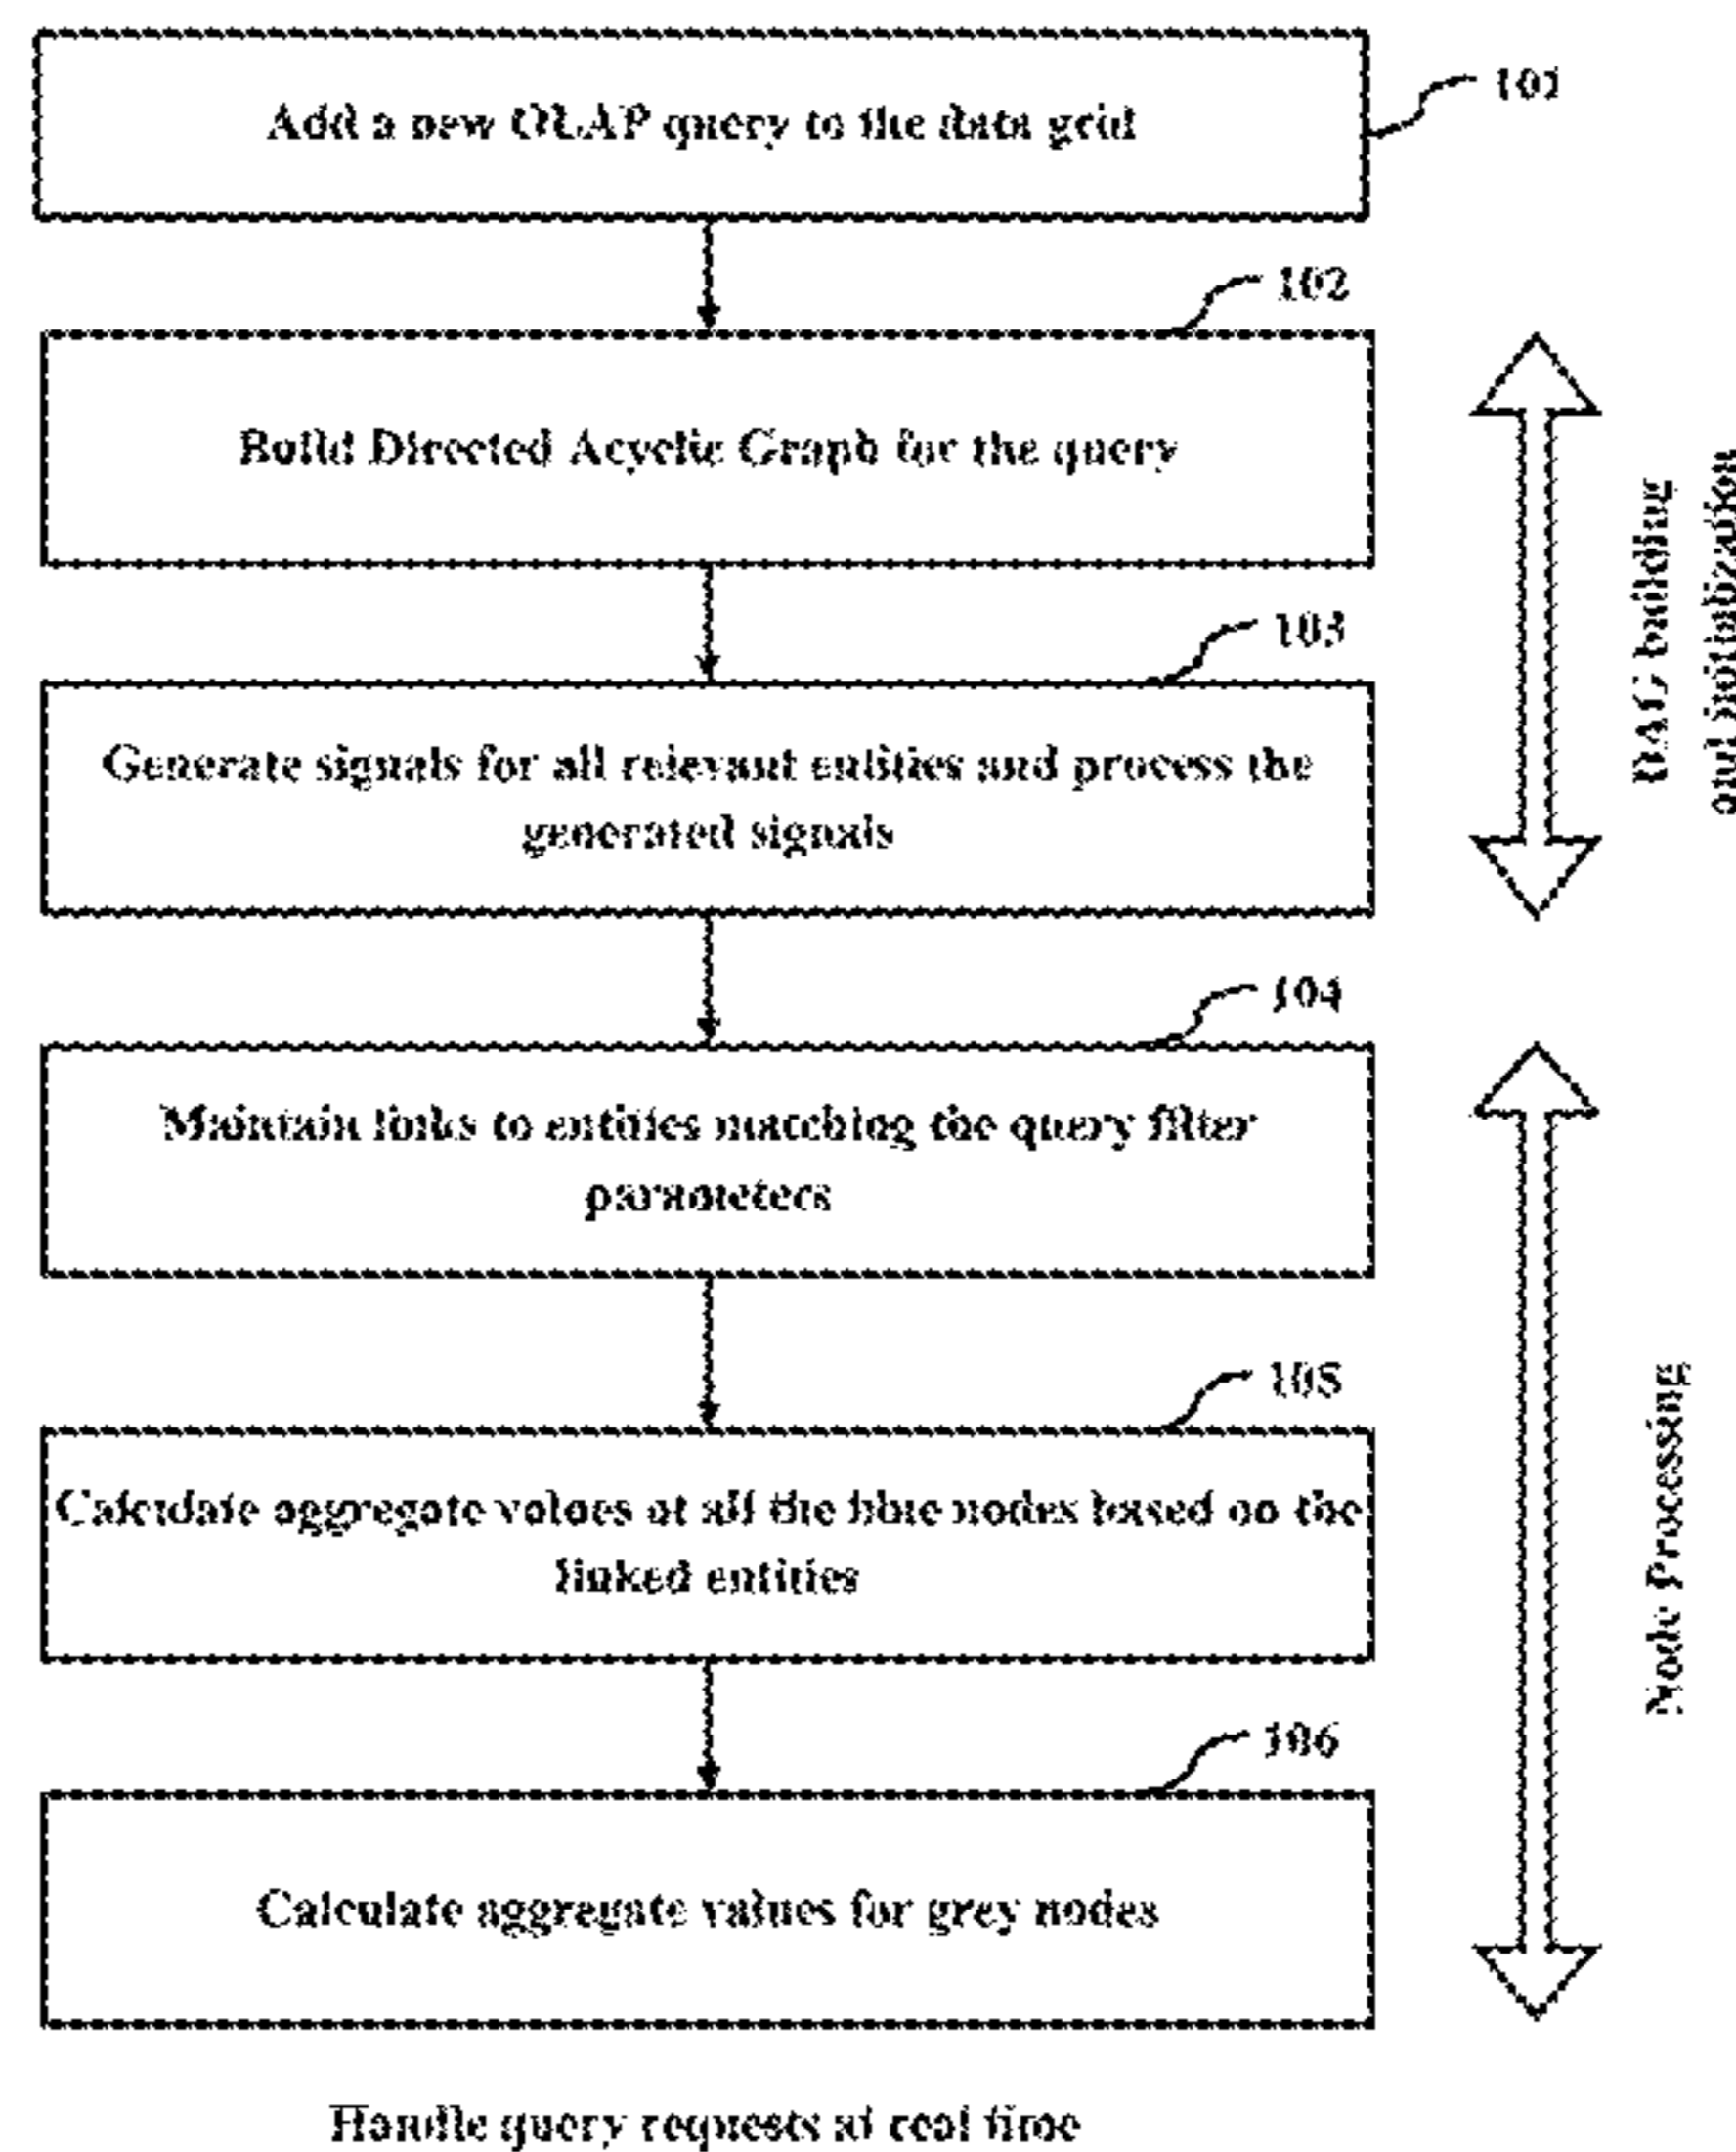 Add a new OLAP query to the data grid
101
102
Build Directed Acyclic Graph for the query
103
Generate signals for all relevant entities and process the
generated signals
DAG building
and initialization
104
Maintain links to entities matching the query filter
parameters
105
Calculate aggregate values at all the blue nodes based on the
linked entities
106
Calculate aggregate values for grey nodes
Node Processing
Handle query requests at real time